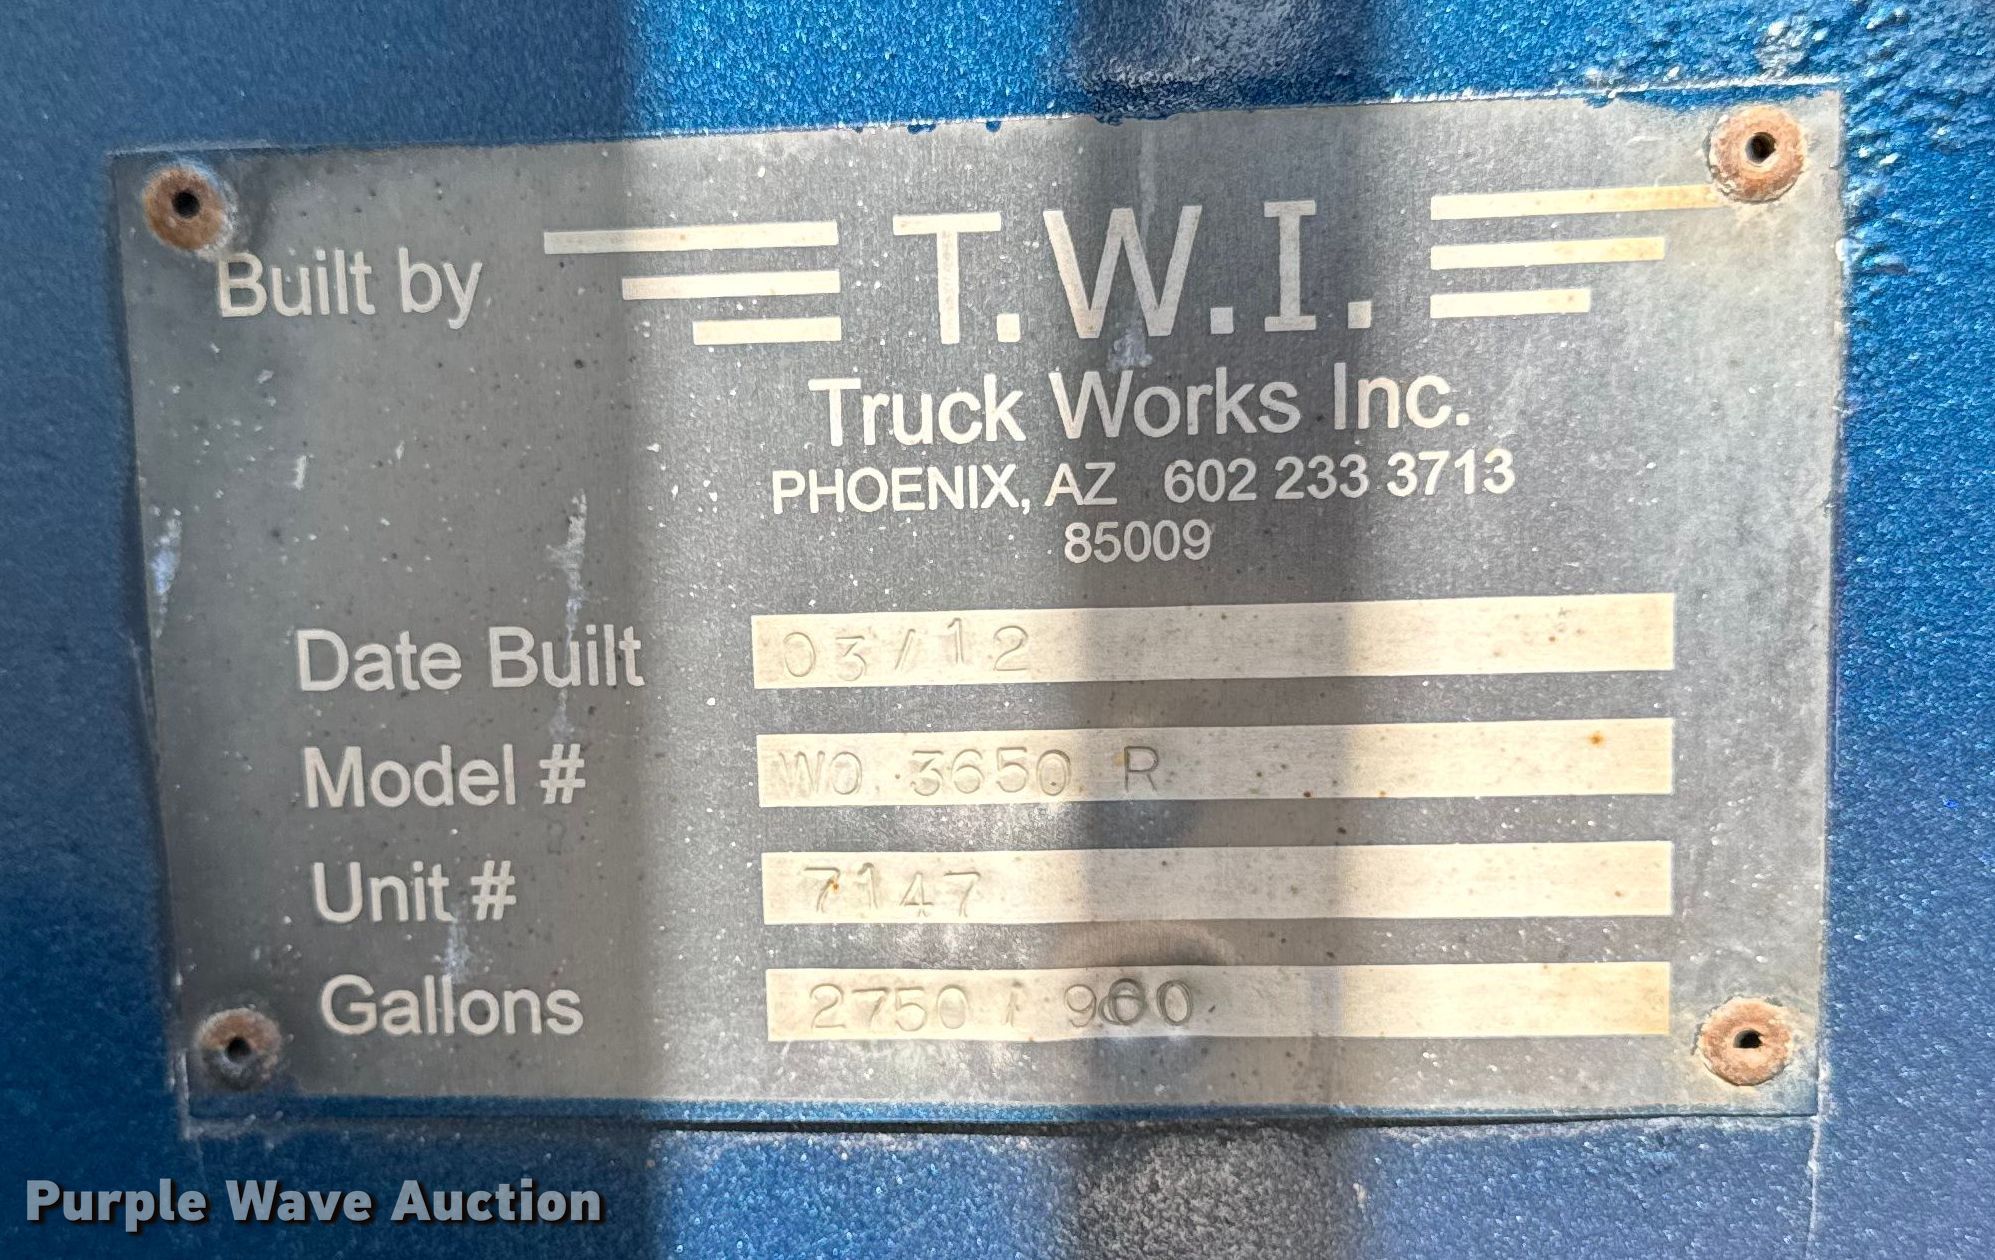 Built by
T.W.I.
Truck Works Inc.
PHOENIX, AZ 602 233 3713
85009
Date Built 03/12
Model # WO 3650 R
Unit # 7147
Gallons 2750 /
Purple Wave Auction